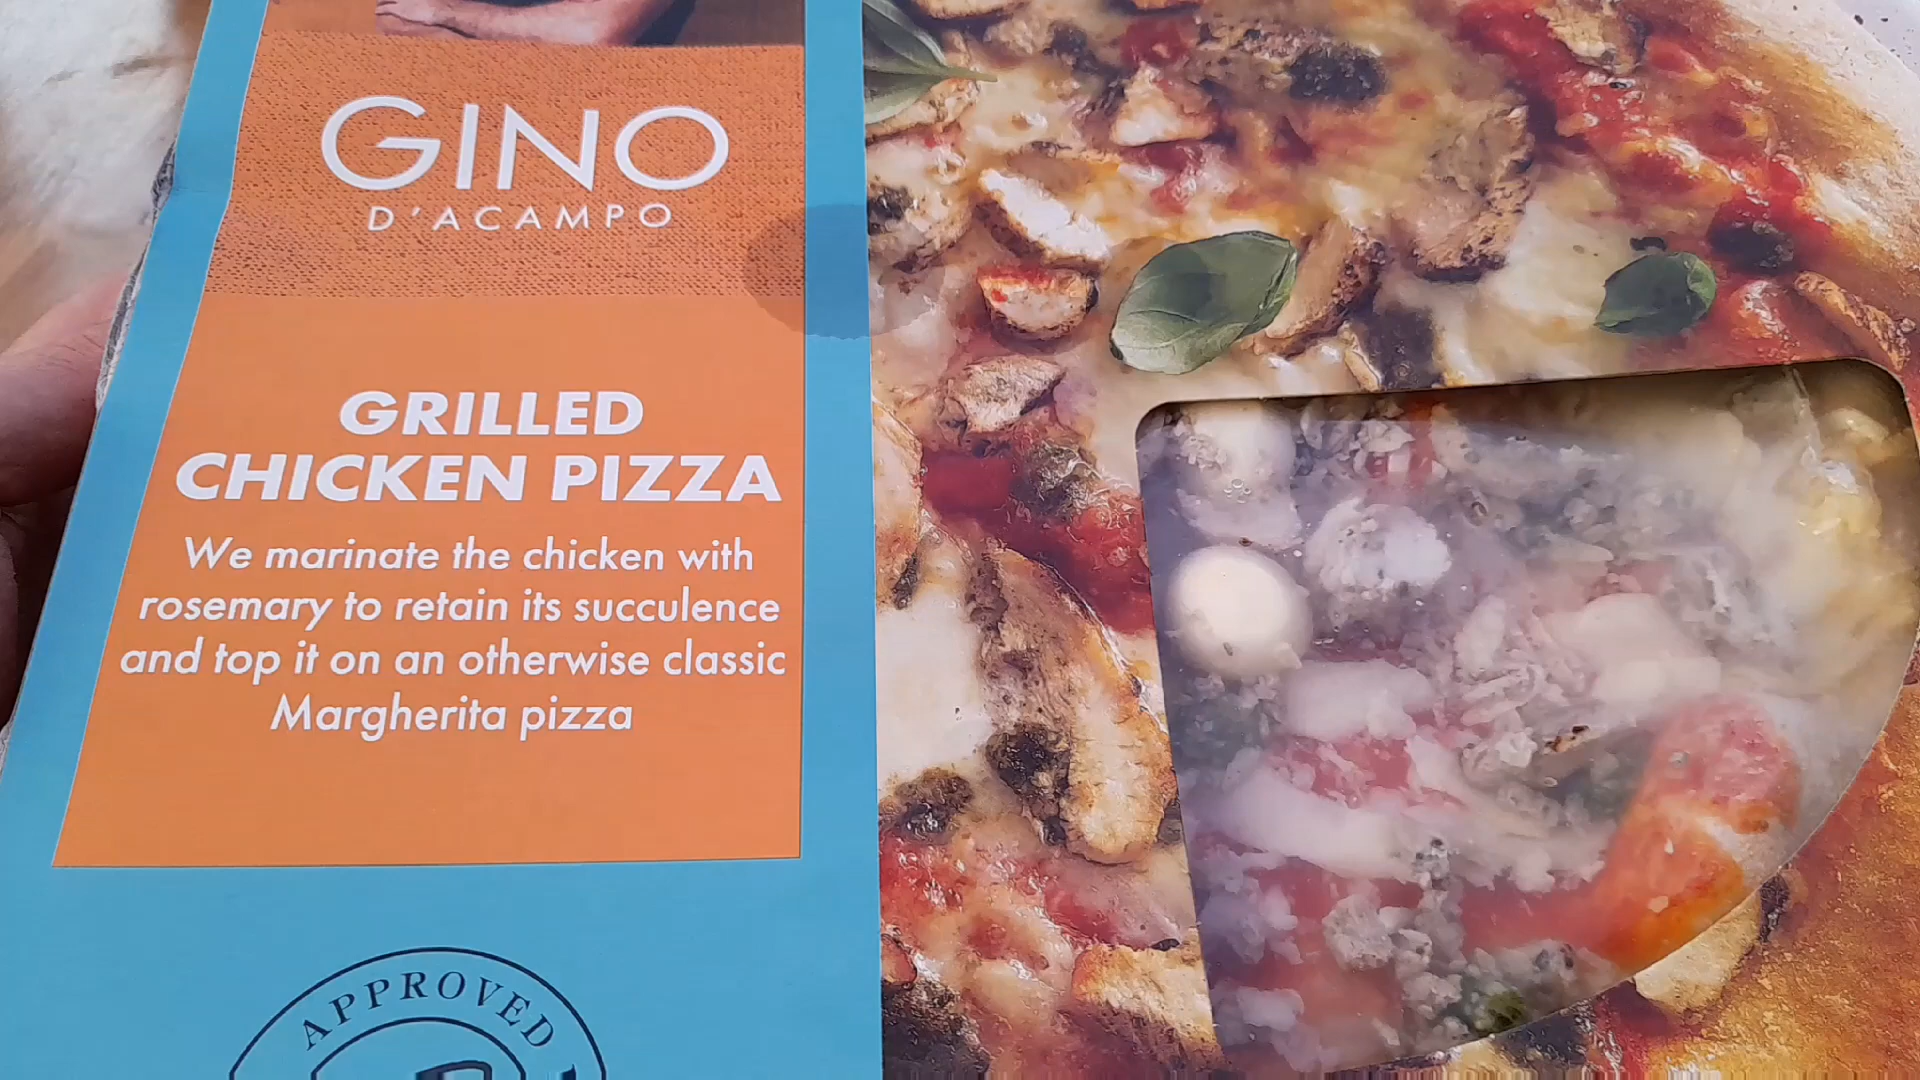 GINO
D'ACAMPO
GRILLED
CHICKEN PIZZA
We marinate the chicken with
rosemary to retain its succulence
and top it on an otherwise classic
Margherita pizza
APPROVED